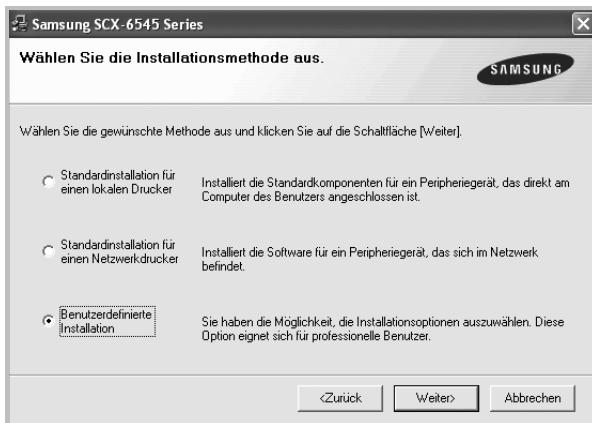 Samsung SCX-6545 Series
Wählen Sie die Installationsmethode aus.
SAMSUNG
Wählen Sie die gewünschte Methode aus und klicken Sie auf die Schaltfläche [Weiter].
Standardinstallation für
einen lokalen Drucker
Installiert die Standardkomponenten für ein Peripheriegerät, das direkt am
Computer des Benutzers angeschlossen ist.
Standardinstallation für
einen Netzwerkdrucker
Installiert die Software für ein Peripheriegerät, das sich im Netzwerk
befindet.
Benutzerdefinierte
Installation
Sie haben die Möglichkeit, die Installationsoptionen auszuwählen. Diese
Option eignet sich für professionelle Benutzer.
<Zurück
Weiter>
Abbrechen